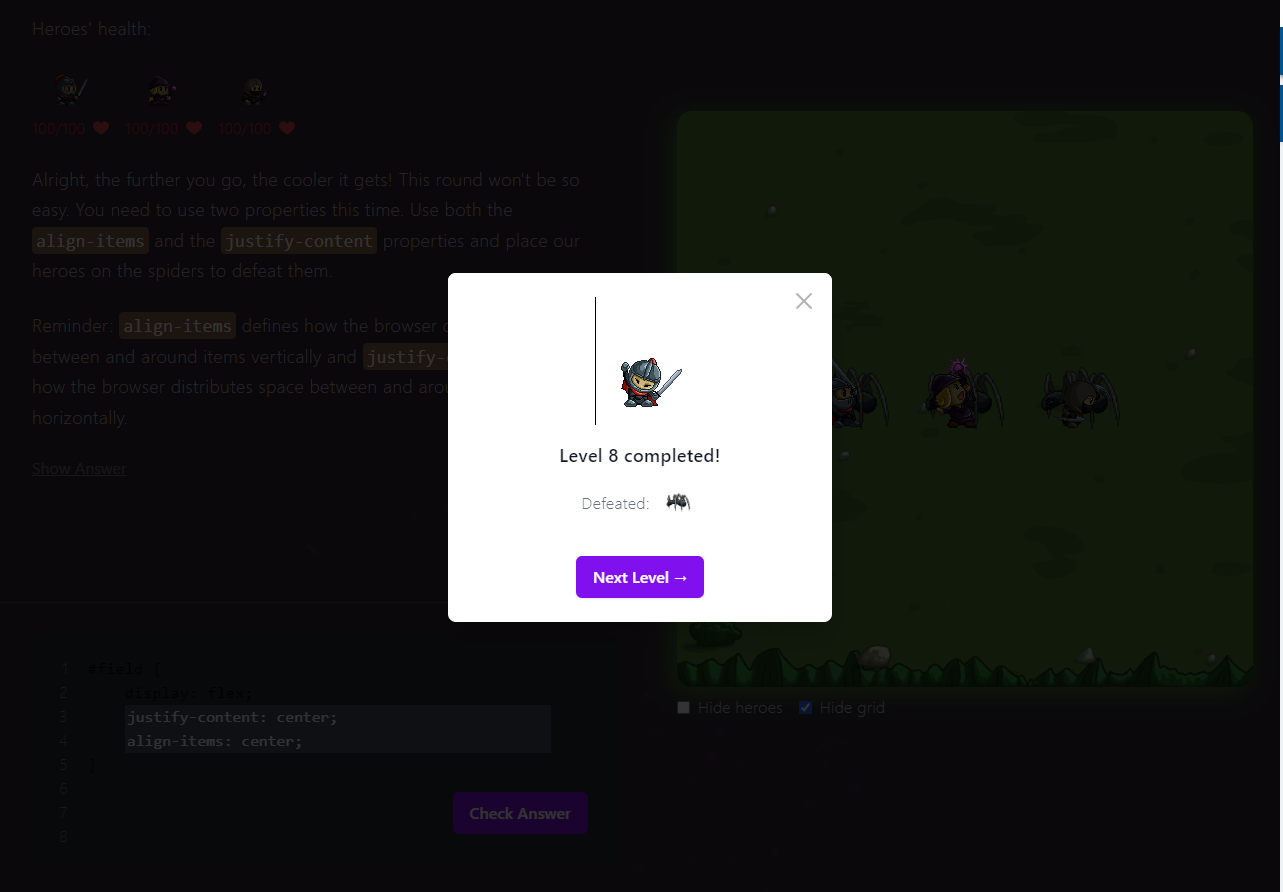 Heroes' health:
100/100 100/100 100/100
Alright, the further you go, the cooler it gets! This round won't be so
easy. You need to use two properties this time. Use both the
align-items and the justify-content properties and place our
heroes on the spiders to defeat them.
Reminder: align-items defines how the browser
between and around items vertically and justify-
how the browser distributes space between and
horizontally.
Show Answer
Level 8 completed!
Defeated:
Next Level →
1 #field {
2 display: flex;
3 justify-content: center;
4 align-items: center;
5 }
6
7
8
Check Answer
Hide heroes Hide grid